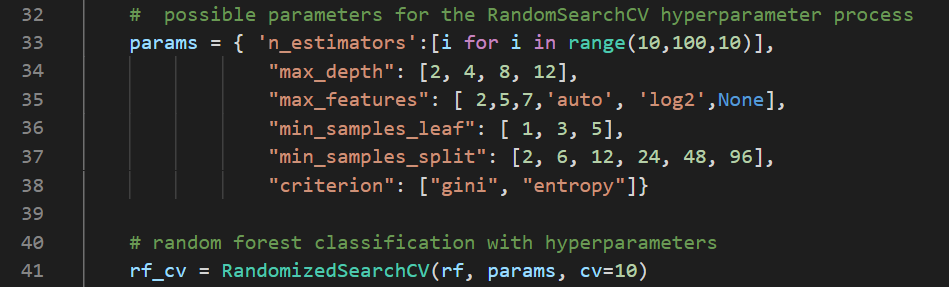 32 # possible parameters for the RandomSearchCV hyperparameter process
33 params = { 'n_estimators':[i for i in range(10,100,10)],
34 "max_depth": [2, 4, 8, 12],
35 "max_features": [ 2,5,7,'auto', 'log2',None],
36 "min_samples_leaf": [ 1, 3, 5],
37 "min_samples_split": [2, 6, 12, 24, 48, 96],
38 "criterion": ["gini", "entropy"]}
39
40 # random forest classification with hyperparameters
41 rf_cv = RandomizedSearchCV(rf, params, cv=10)